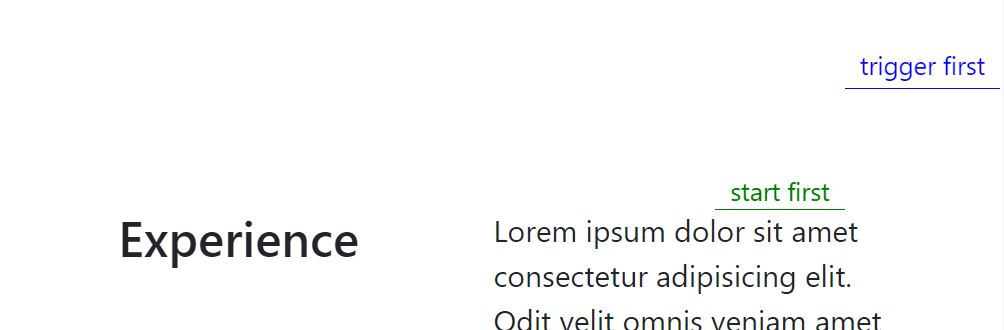 trigger first
start first
Experience
Lorem ipsum dolor sit amet
consectetur adipisicing elit.
Odit velit omnis veniam amet